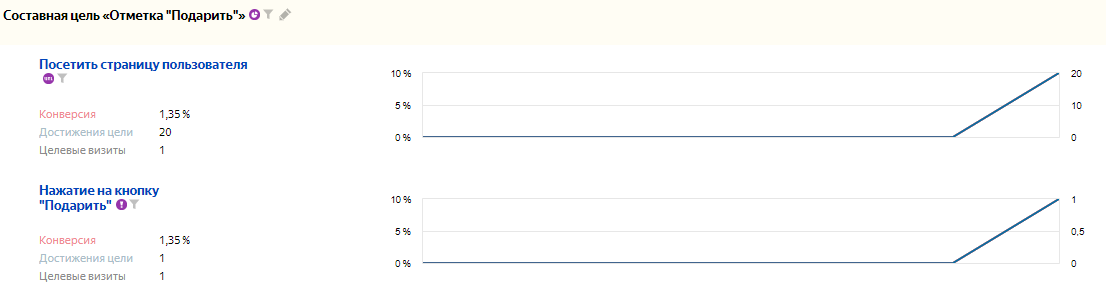 Составная цель «Отметка "Подарить"»
Посетить страницу пользователя
URL
Конверсия 1,35 %
Достижения цели 20
Целевые визиты 1
10 % 20
5 % 10
0 % 0
Нажатие на кнопку
"Подарить"
Конверсия 1,35 %
Достижения цели 1
Целевые визиты 1
10 % 1
5 % 0,5
0 % 0